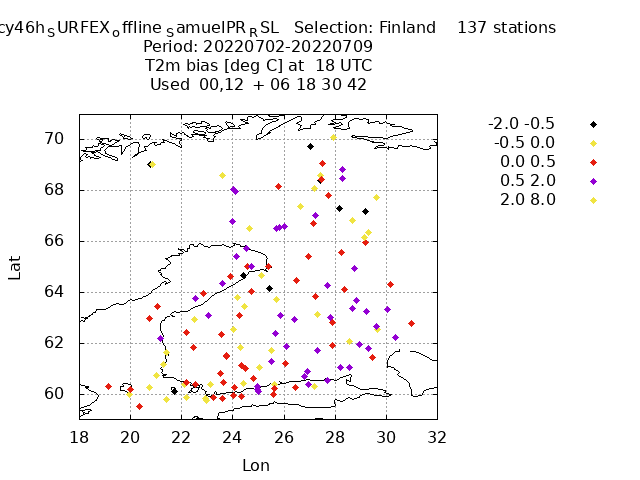 cy46h_SURFEX_offline_SamuelPR_RSL Selection: Finland 137 stations
Period: 20220702-20220709
T2m bias [deg C] at 18 UTC
Used 00,12 + 06 18 30 42
-2.0 -0.5
-0.5 0.0
0.0 0.5
0.5 2.0
2.0 8.0
70
68
66
64
62
60
Lat
18 20 22 24 26 28 30 32
Lon